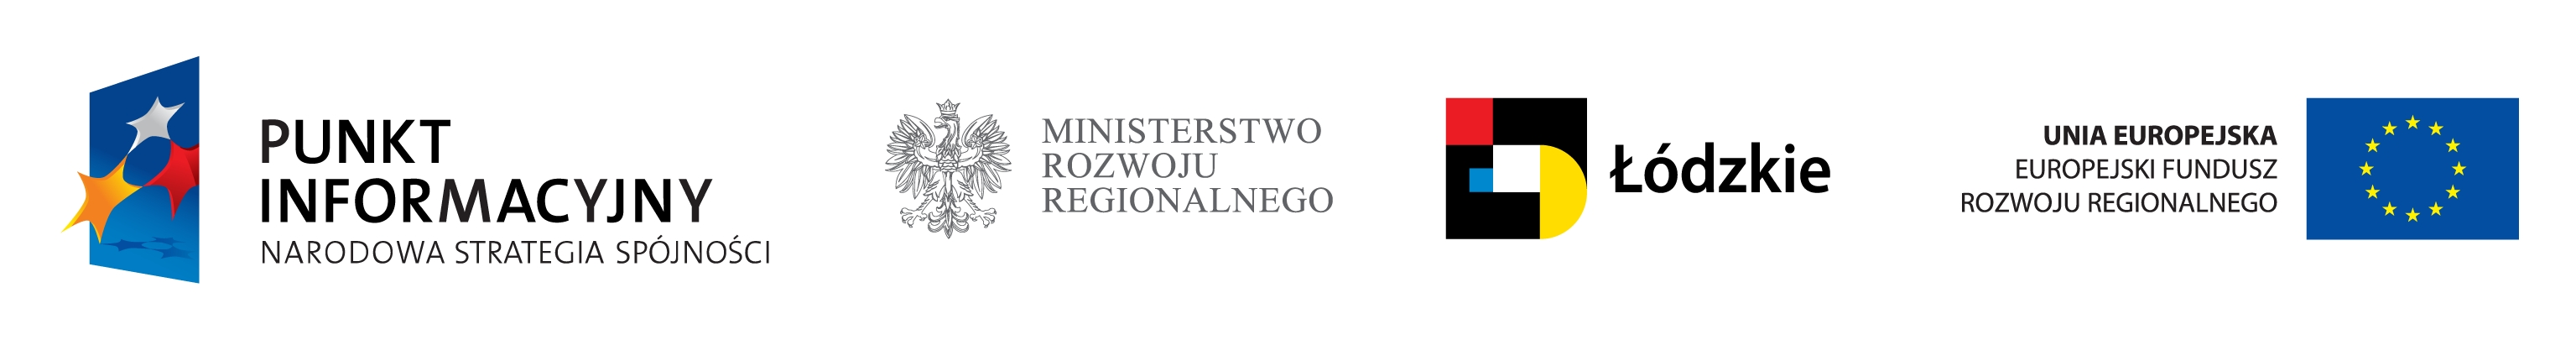 PUNKT
INFORMACYJNY
NARODOWA STRATEGIA SPÓJNOŚCI
MINISTERSTWO
ROZWOJU
REGIONALNEGO
Łódzkie
UNIA EUROPEJSKA
EUROPEJSKI FUNDUSZ
ROZWOJU REGIONALNEGO